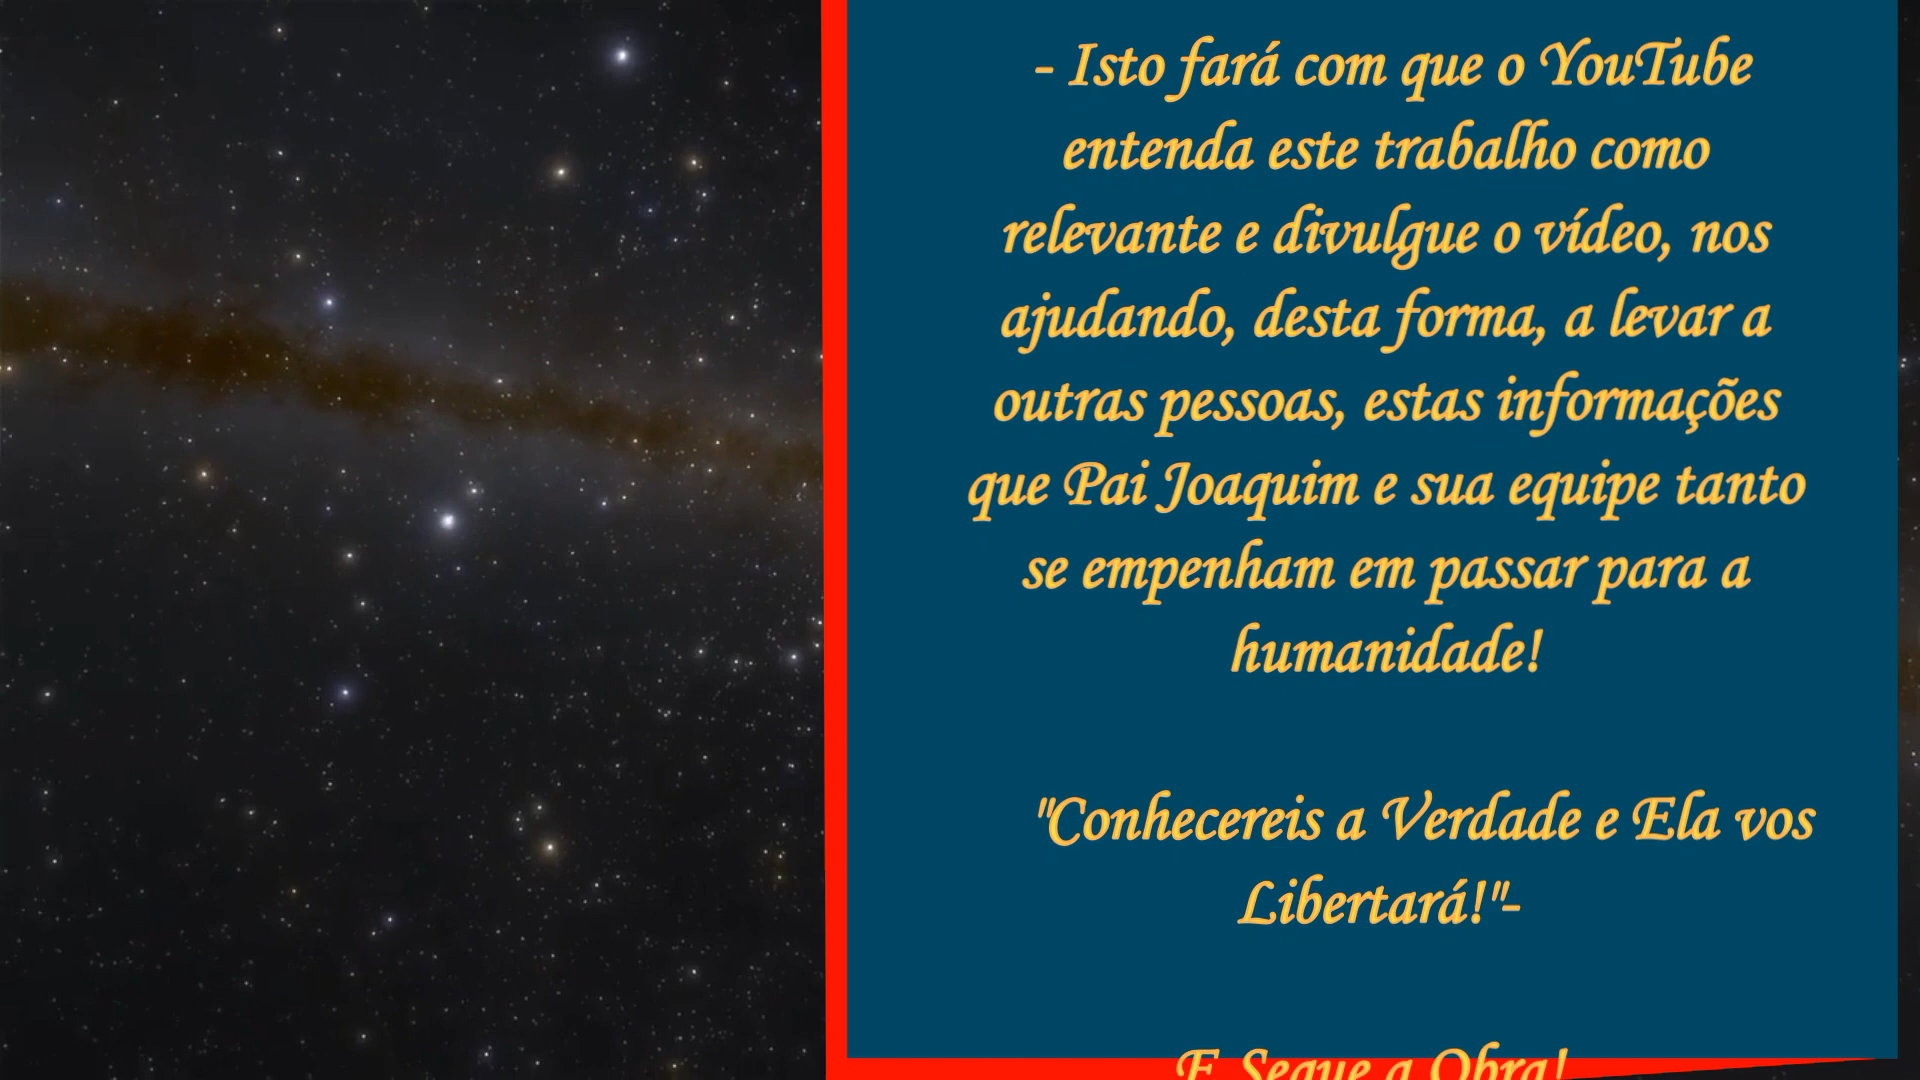 - Isto fará com que o YouTube
entenda este trabalho como
relevante e divulgue o vídeo, nos
ajudando, desta forma, a levar a
outras pessoas, estas informações
que Pai Joaquim e sua equipe tanto
se empenham em passar para a
humanidade!
"Conhecereis a Verdade e Ela vos
Libertará!"-
E Segue a Obra!